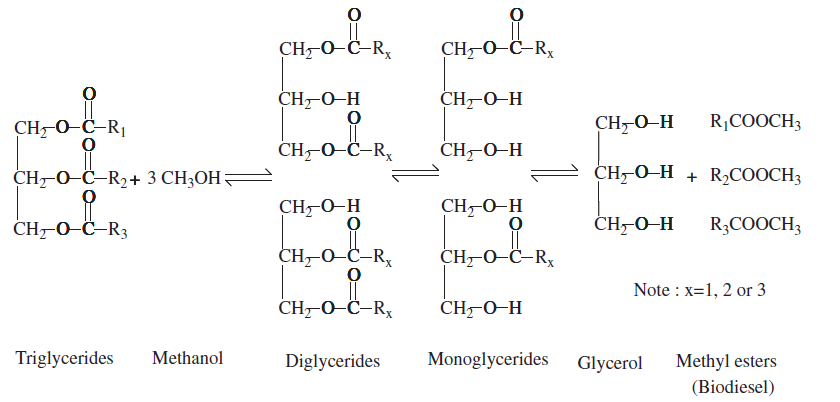 O O
CH2–O–C–Rx CH2–O–C–Rx
O CH2–O–H CH2–O–H
CH2–O–C–R1 O CH2–O–H R1COOCH3
O CH2–O–C–Rx CH2–O–H
CH2–O–C–R2 + 3 CH3OH CH2–O–H + R2COOCH3
O CH2–O–H CH2–O–H
CH2–O–C–R3 O O CH2–O–H R3COOCH3
CH2–O–C–Rx CH2–O–C–Rx
O Note : x=1, 2 or 3
CH2–O–C–Rx CH2–O–H
Triglycerides Methanol Diglycerides Monoglycerides Glycerol Methyl esters
(Biodiesel)